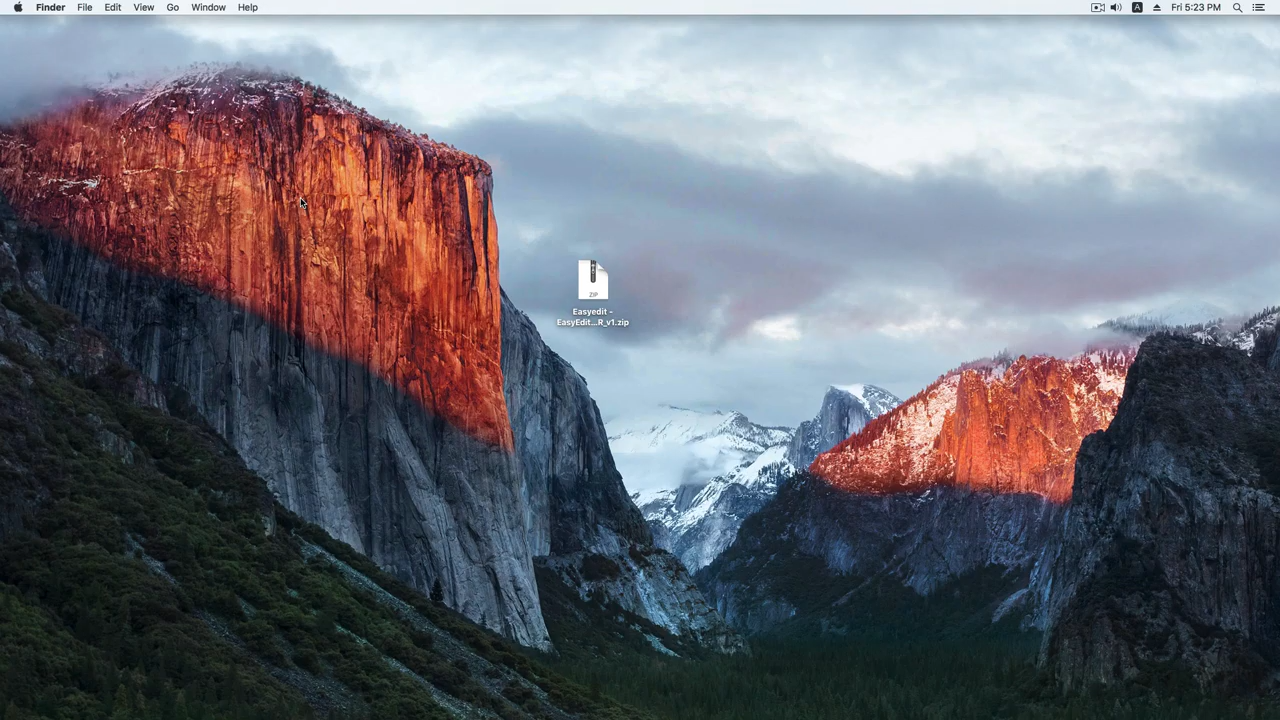 Finder File Edit View Go Window Help
A Fri 5:23 PM
ZIP
Easyedit -
EasyEdit...R_v1.zip